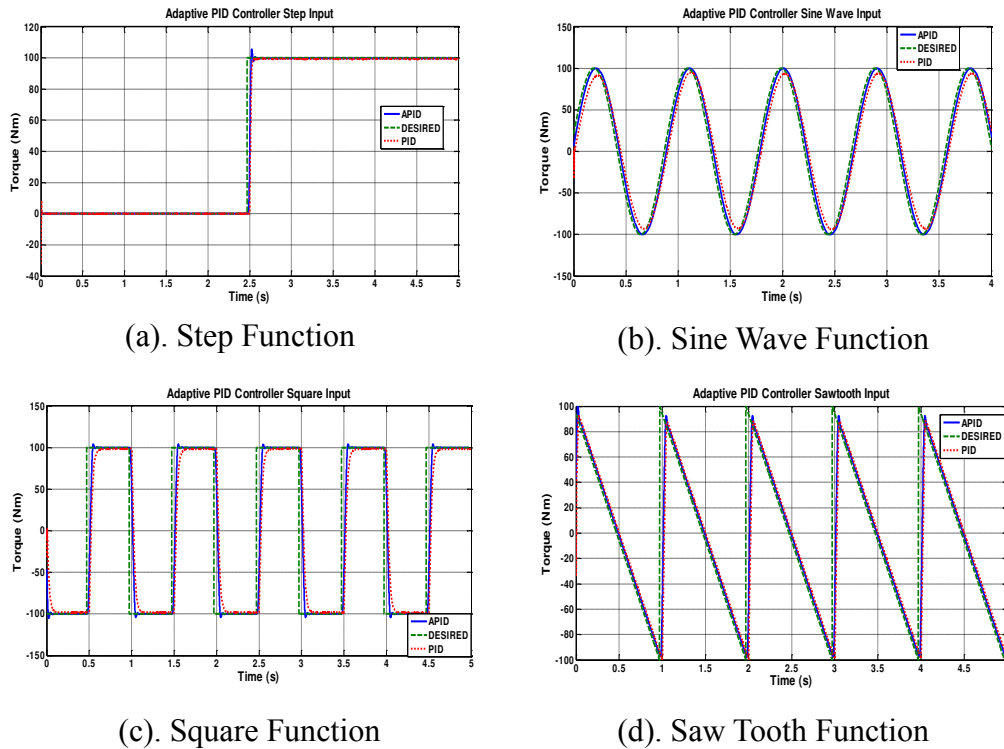 Adaptive PID Controller Step Input
120
100
80
60
40
20
0
-20
-40
Torque (Nm)
APID
DESIRED
PID
0 0.5 1 1.5 2 2.5 3 3.5 4 4.5 5
Time (s)
(a). Step Function
Adaptive PID Controller Sine Wave Input
150
100
50
0
-50
-100
-150
Torque (Nm)
APID
DESIRED
PID
0 0.5 1 1.5 2 2.5 3 3.5 4
Time (s)
(b). Sine Wave Function
Adaptive PID Controller Square Input
150
100
50
0
-50
-100
-150
Torque (Nm)
APID
DESIRED
PID
0 0.5 1 1.5 2 2.5 3 3.5 4 4.5 5
Time (s)
(c). Square Function
Adaptive PID Controller Sawtooth Input
100
80
60
40
20
0
-20
-40
-60
-80
-100
Torque (Nm)
APID
DESIRED
PID
0 0.5 1 1.5 2 2.5 3 3.5 4 4.5
Time (s)
(d). Saw Tooth Function